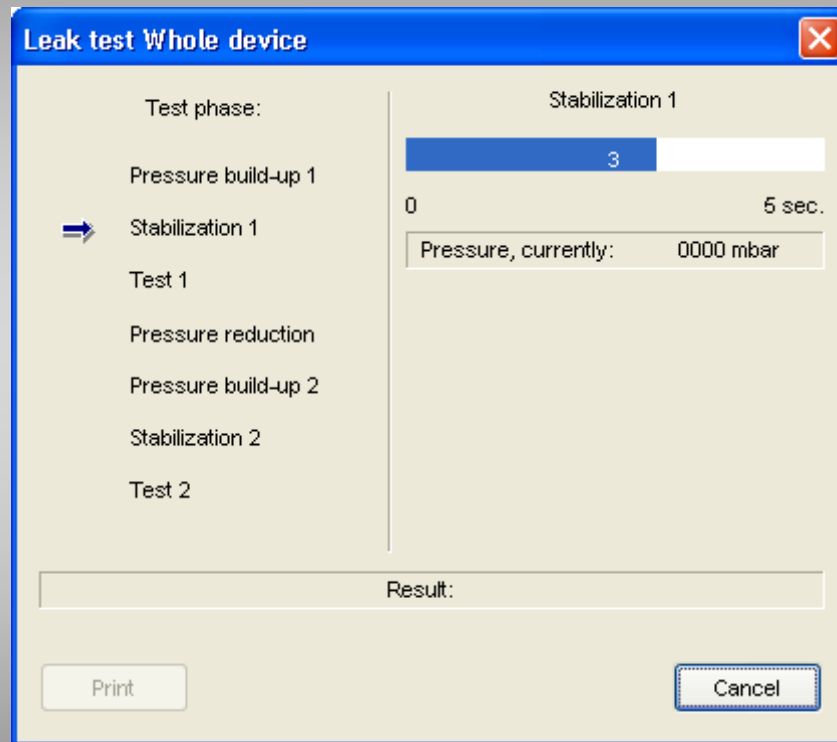 Leak test Whole device
Test phase:
Pressure build-up 1
Stabilization 1
Test 1
Pressure reduction
Pressure build-up 2
Stabilization 2
Test 2
Stabilization 1
3
0 5 sec.
Pressure, currently: 0000 mbar
Result:
Print
Cancel